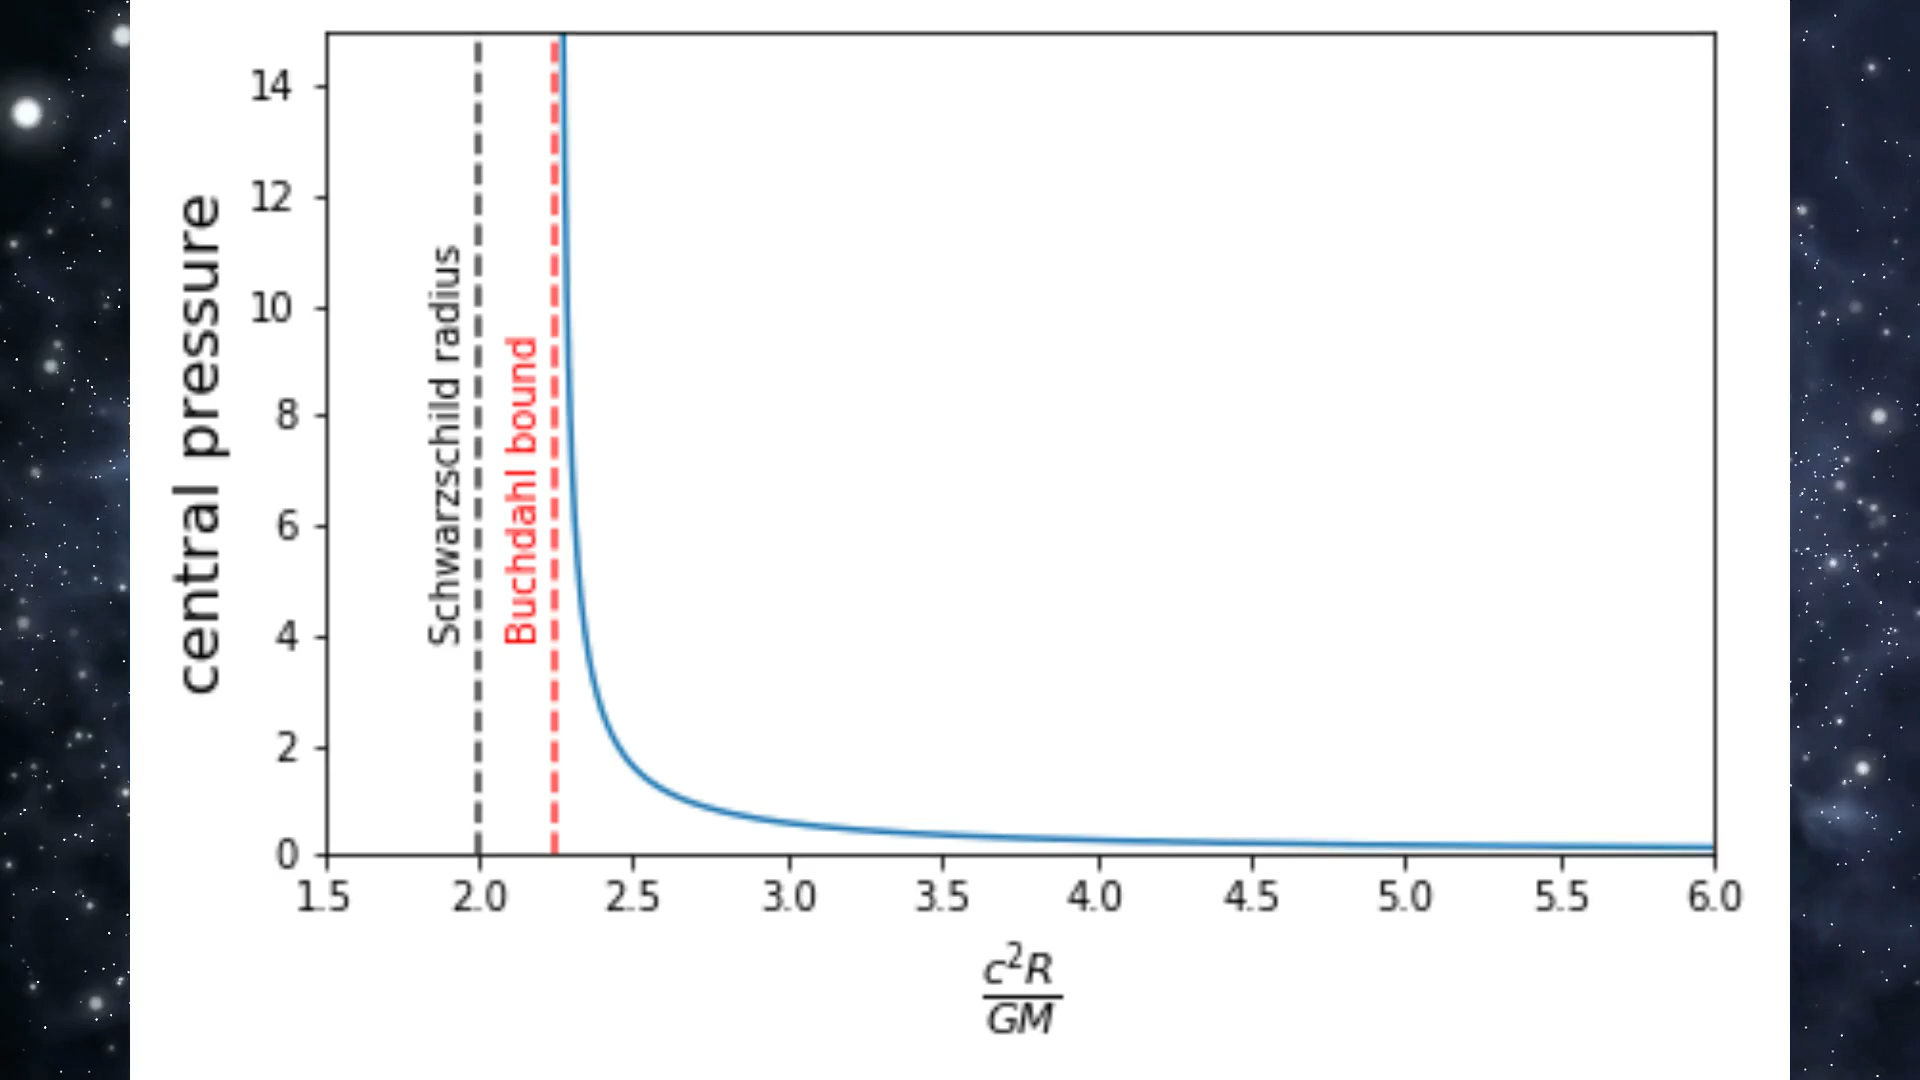 central pressure
14
12
10
8
6
4
2
0
Schwarzschild radius
Buchdahl bound
1.5 2.0 2.5 3.0 3.5 4.0 4.5 5.0 5.5 6.0
c²R
GM